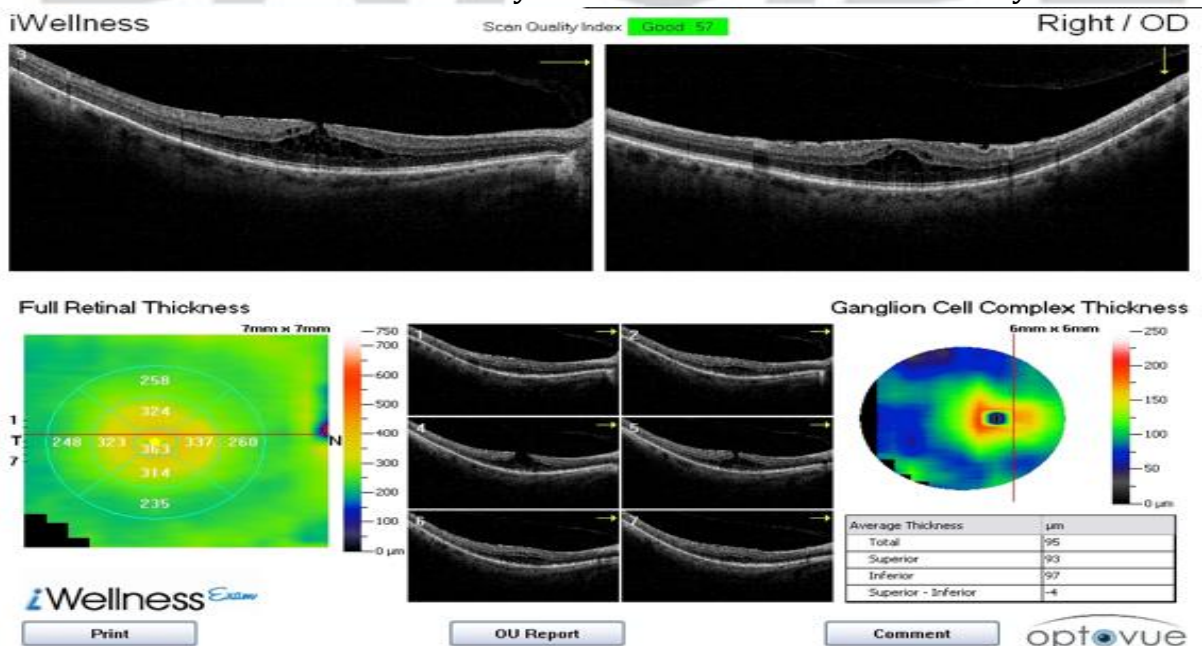 iWellness
Scan Quality Index Good 57
Right / OD
3
Full Retinal Thickness
7mm x 7mm
258
324
248 323 337 268
363
314
235
1
T
7
N
750
700
600
500
400
300
200
100
0 µm
1
2
4
5
6
7
Ganglion Cell Complex Thickness
6mm x 6mm
250
200
150
100
50
0 µm
Average Thickness µm
Total 95
Superior 93
Inferior 97
Superior - Inferior -4
iWellness Exam
Print
OU Report
Comment
optovue